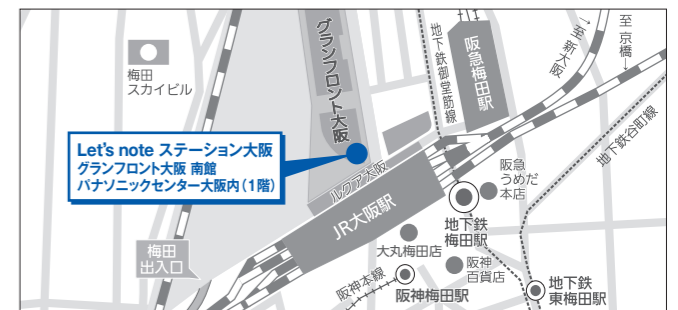 梅田
スカイビル
グランフロント大阪
地下鉄御堂筋線
阪急梅田駅
→至 新大阪
至 京橋→
Let's note ステーション大阪
グランフロント大阪 南館
パナソニックセンター大阪内（1階）
ルクア大阪
JR大阪駅
阪急
うめだ
本店
地下鉄谷町線
地下鉄
梅田駅
大丸梅田店
阪神
百貨店
梅田
出入口
阪神本線
阪神梅田駅
地下鉄
東梅田駅